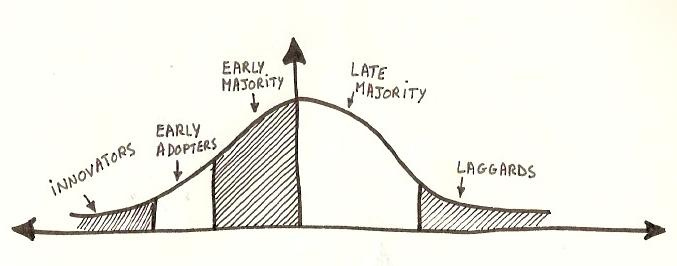 iNNOVATORS
EARLY
ADOPTERS
EARLY
MAJORITY
LATE
MAJORITY
LAGGARDS